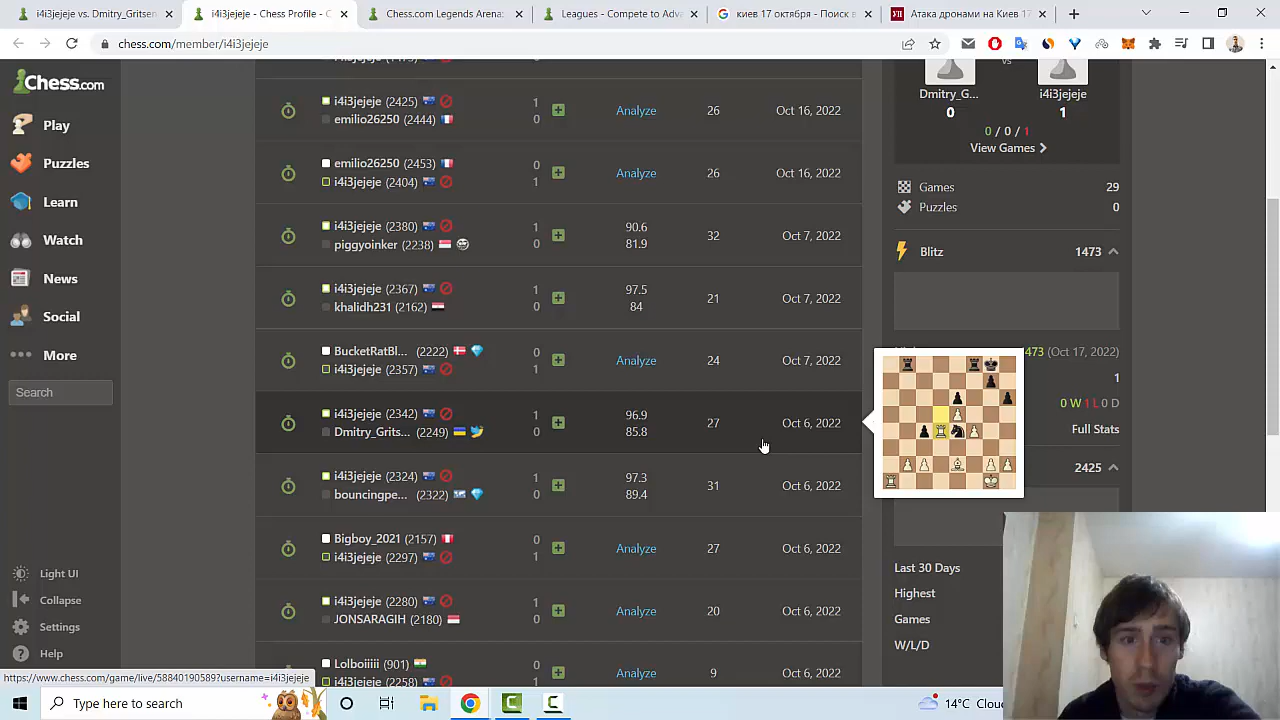 i4i3jejeje vs. Dmitry_Gritsen
i4i3jejeje - Chess Profile - C
Chess.com Legends Arena:
Leagues - Compete to Adv
киев 17 октября - Поиск в
Атака дронами на Киев 17
chess.com/member/i4i3jejeje
Chess.com
Play
Puzzles
Learn
Watch
News
Social
More
Search
Light UI
Collapse
Settings
Help
i4i3jejeje (2425) 1
emilio26250 (2444) 0
Analyze 26 Oct 16, 2022
emilio26250 (2453) 0
i4i3jejeje (2404) 1
Analyze 26 Oct 16, 2022
i4i3jejeje (2380) 1 90.6
piggyoinker (2238) 0 81.9
32 Oct 7, 2022
i4i3jejeje (2367) 1 97.5
khalidh231 (2162) 0 84
21 Oct 7, 2022
BucketRatBl... (2222) 0
i4i3jejeje (2357) 1
Analyze 24 Oct 7, 2022
i4i3jejeje (2342) 1 96.9
Dmitry_Grits... (2249) 0 85.8
27 Oct 6, 2022
i4i3jejeje (2324) 1 97.3
bouncingpe... (2322) 0 89.4
31 Oct 6, 2022
Bigboy_2021 (2157) 0
i4i3jejeje (2297) 1
Analyze 27 Oct 6, 2022
i4i3jejeje (2280) 1
JONSARAGIH (2180) 0
Analyze 20 Oct 6, 2022
Lolboiiiii (901) 0
i4i3jejeje (2258) 1
Analyze 9 Oct 6, 2022
vs
Dmitry_G... i4i3jejeje
0 1
0 / 0 / 1
View Games
Games 29
Puzzles 0
Blitz 1473
473 (Oct 17, 2022)
1
0 W 1 L 0 D
Full Stats
2425
Last 30 Days
Highest
Games
W/L/D
https://www.chess.com/game/live/58840190589?username=i4i3jejeje
Type here to search
14°C Cloud